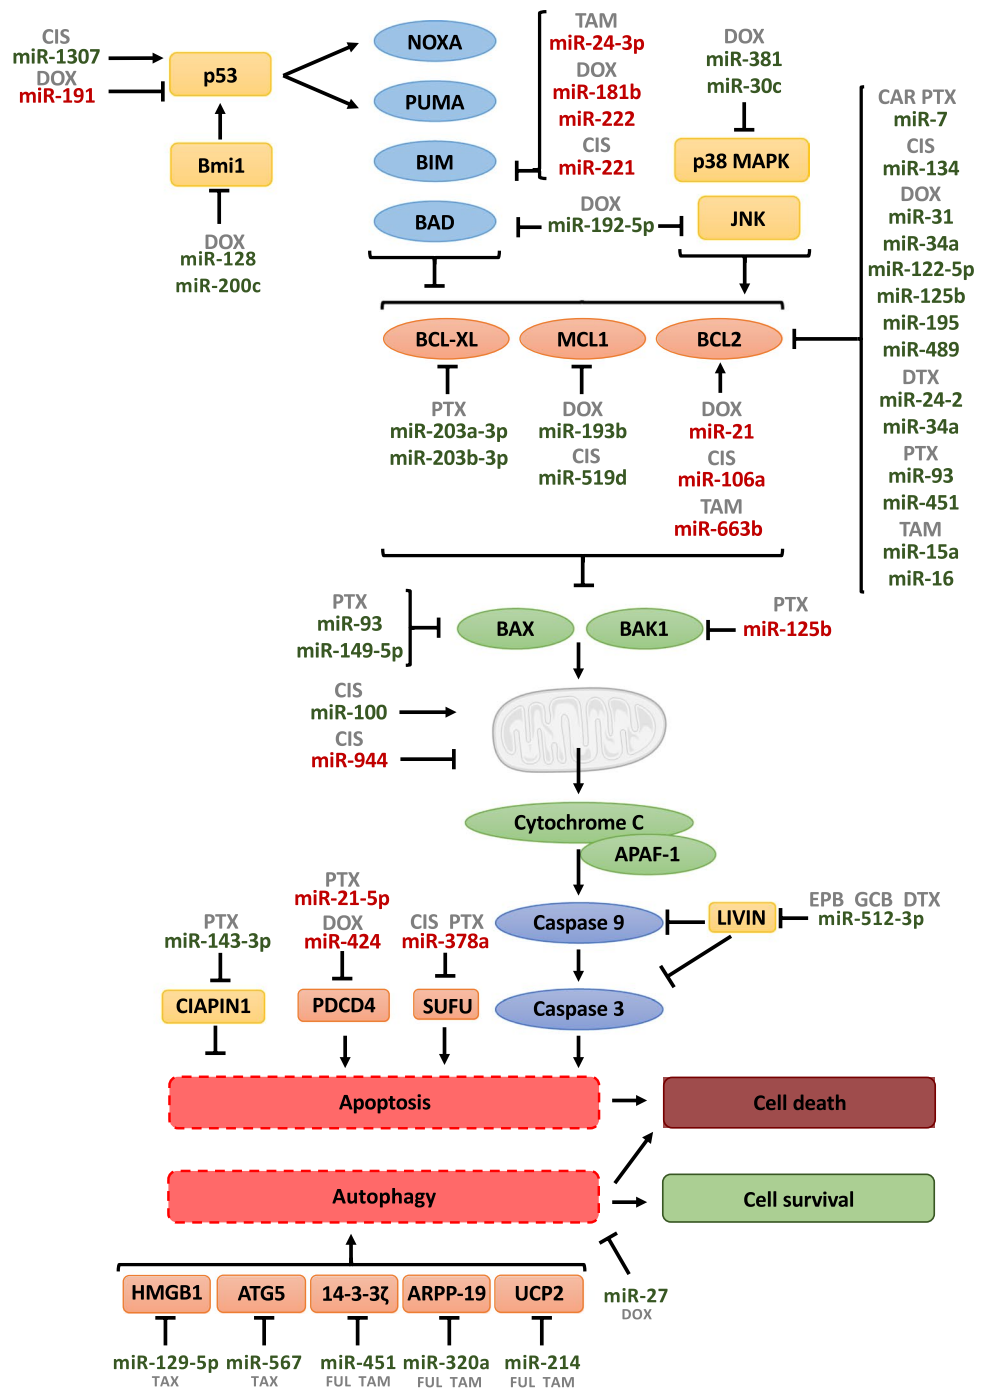 CIS
miR-1307
DOX
miR-191
p53
Bmi1
DOX
miR-128
miR-200c
NOXA
PUMA
BIM
BAD
TAM
miR-24-3p
DOX
miR-181b
miR-222
CIS
miR-221
DOX
miR-192-5p
DOX
miR-381
miR-30c
p38 MAPK
JNK
CAR PTX
miR-7
CIS
miR-134
DOX
miR-31
miR-34a
miR-122-5p
miR-125b
miR-195
miR-489
DTX
miR-24-2
miR-34a
PTX
miR-93
miR-451
TAM
miR-15a
miR-16
BCL-XL
MCL1
BCL2
PTX
miR-203a-3p
miR-203b-3p
DOX
miR-193b
CIS
miR-519d
DOX
miR-21
CIS
miR-106a
TAM
miR-663b
PTX
miR-93
miR-149-5p
BAX
BAK1
PTX
miR-125b
CIS
miR-100
CIS
miR-944
Cytochrome C
APAF-1
Caspase 9
LIVIN
EPB GCB DTX
miR-512-3p
Caspase 3
PTX
miR-143-3p
CIAPIN1
PTX
miR-21-5p
DOX
miR-424
PDCD4
CIS PTX
miR-378a
SUFU
Apoptosis
Cell death
Autophagy
Cell survival
HMGB1
ATG5
14-3-3ζ
ARPP-19
UCP2
miR-27
DOX
miR-129-5p
TAX
miR-567
TAX
miR-451
FUL TAM
miR-320a
FUL TAM
miR-214
FUL TAM